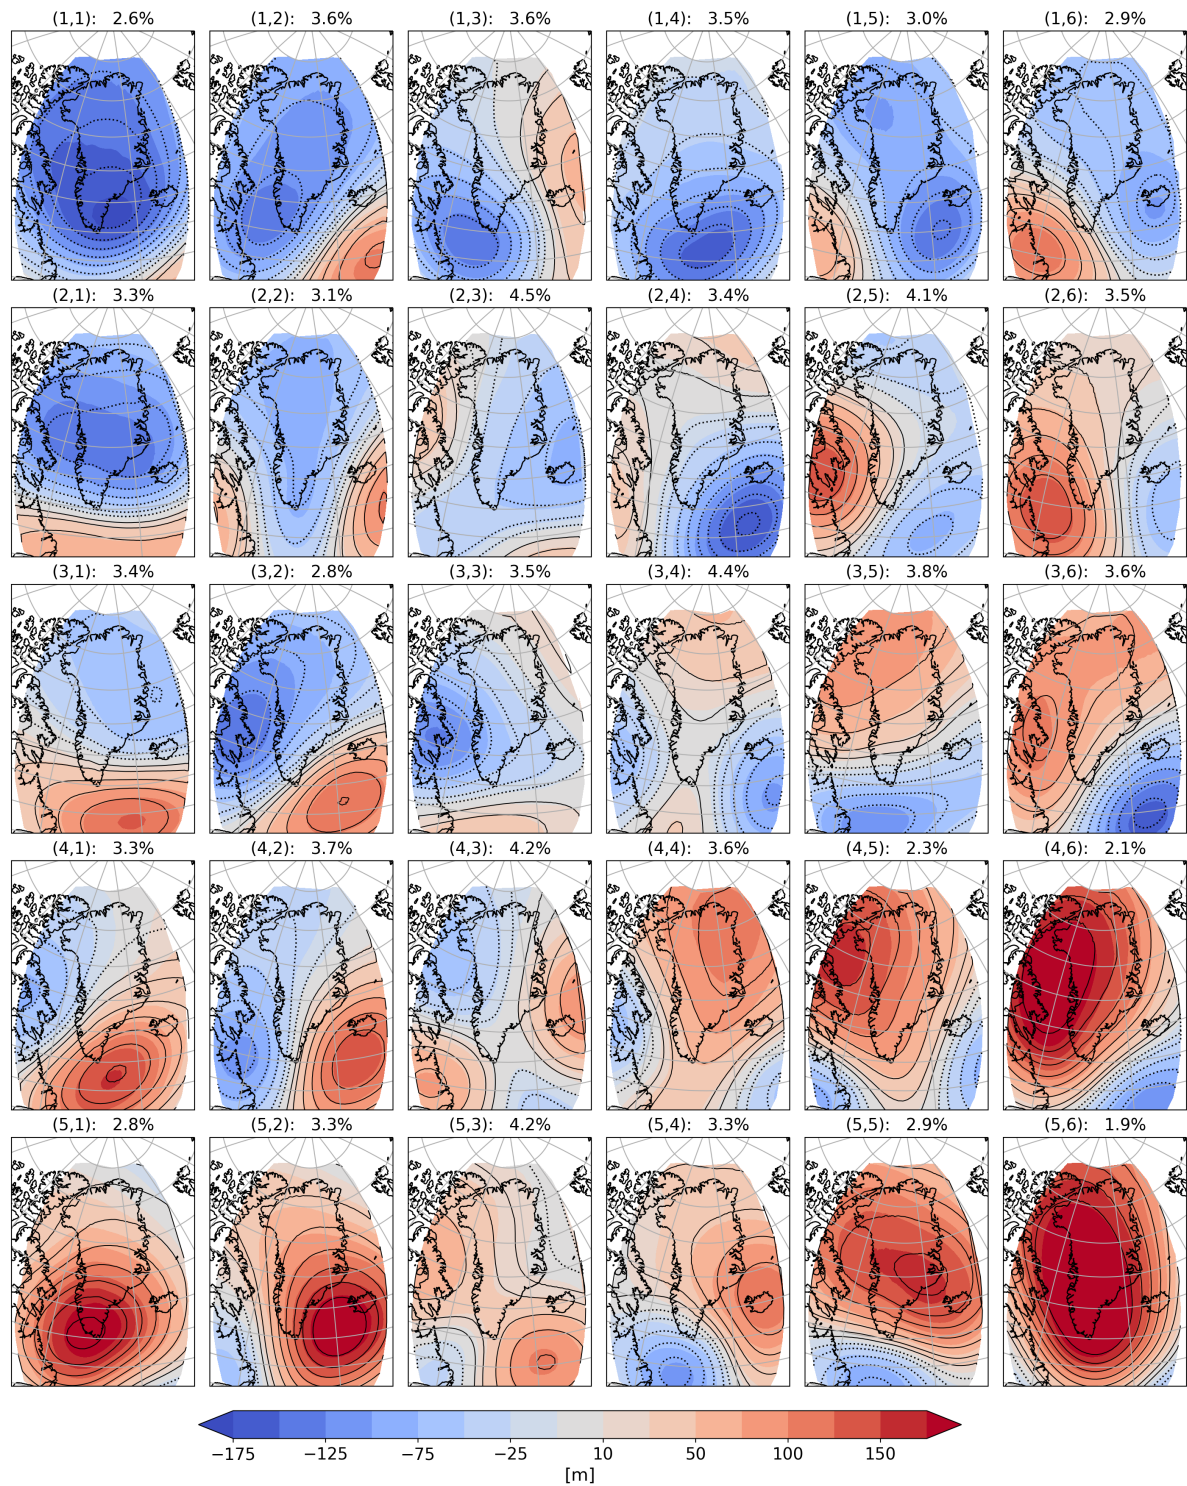 (1,1): 2.6% (1,2): 3.6% (1,3): 3.6% (1,4): 3.5% (1,5): 3.0% (1,6): 2.9%
(2,1): 3.3% (2,2): 3.1% (2,3): 4.5% (2,4): 3.4% (2,5): 4.1% (2,6): 3.5%
(3,1): 3.4% (3,2): 2.8% (3,3): 3.5% (3,4): 4.4% (3,5): 3.8% (3,6): 3.6%
(4,1): 3.3% (4,2): 3.7% (4,3): 4.2% (4,4): 3.6% (4,5): 2.3% (4,6): 2.1%
(5,1): 2.8% (5,2): 3.3% (5,3): 4.2% (5,4): 3.3% (5,5): 2.9% (5,6): 1.9%
−175 −125 −75 −25 10 50 100 150
[m]